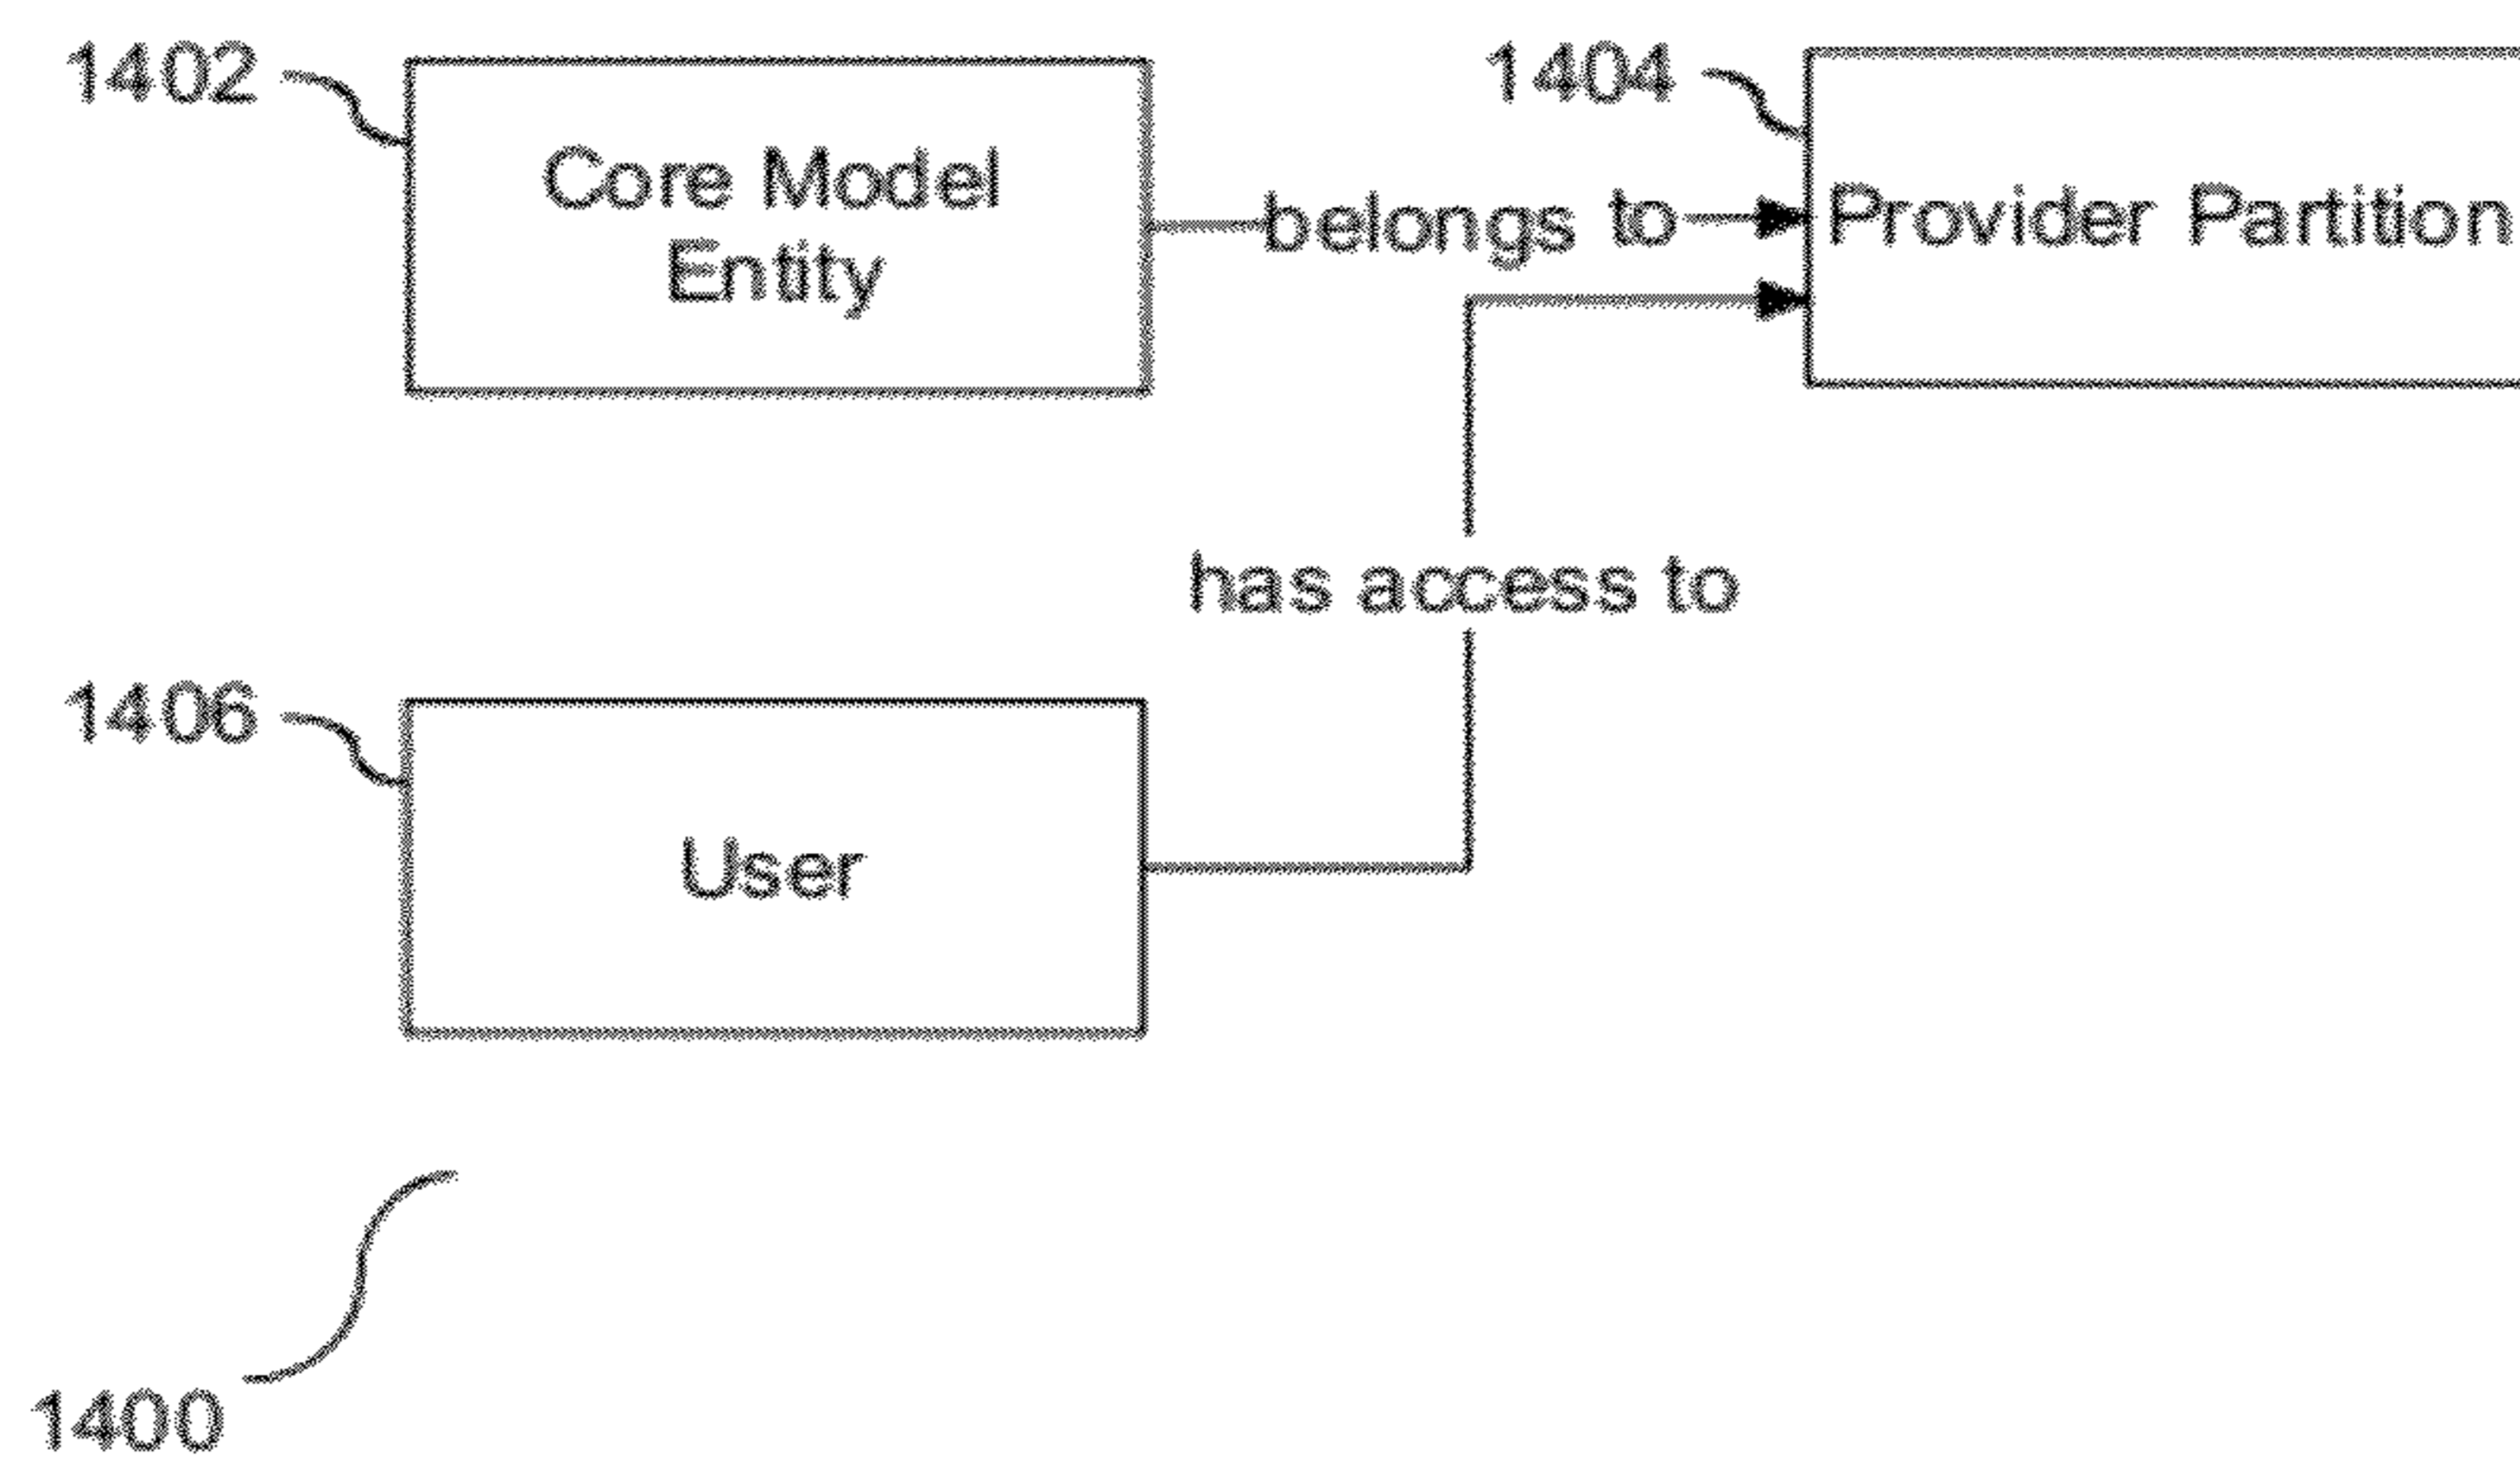 1402
Core Model
Entity
belongs to
1404
Provider Partition
has access to
1406
User
1400